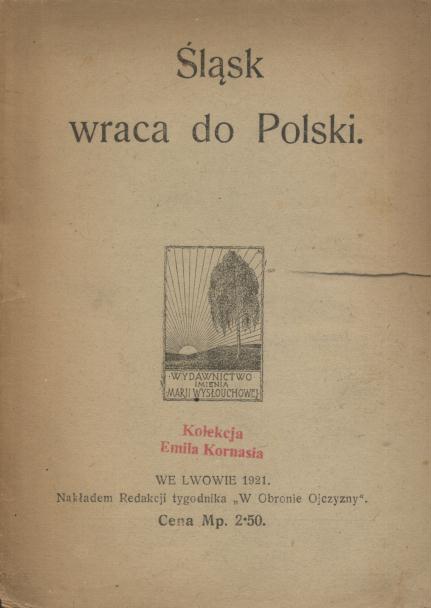 Śląsk
wraca do Polski.
WYDAWNICTWO
IMIENIA
MARJI WYSŁOUCHOWEJ
Kolekcja
Emila Kornasia
WE LWOWIE 1921.
Nakładem Redakcji tygodnika „W Obronie Ojczyzny“.
Cena Mp. 2·50.